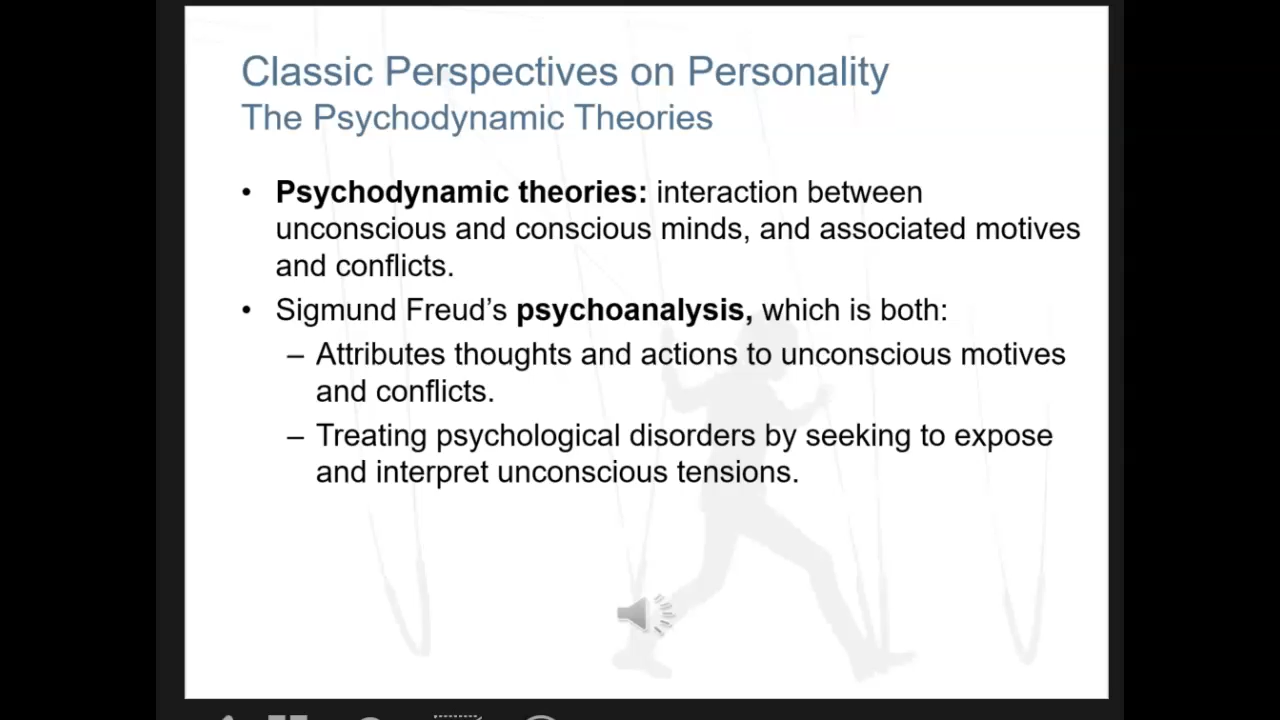 Classic Perspectives on Personality
The Psychodynamic Theories
• Psychodynamic theories: interaction between
unconscious and conscious minds, and associated motives
and conflicts.
• Sigmund Freud’s psychoanalysis, which is both:
– Attributes thoughts and actions to unconscious motives
and conflicts.
– Treating psychological disorders by seeking to expose
and interpret unconscious tensions.